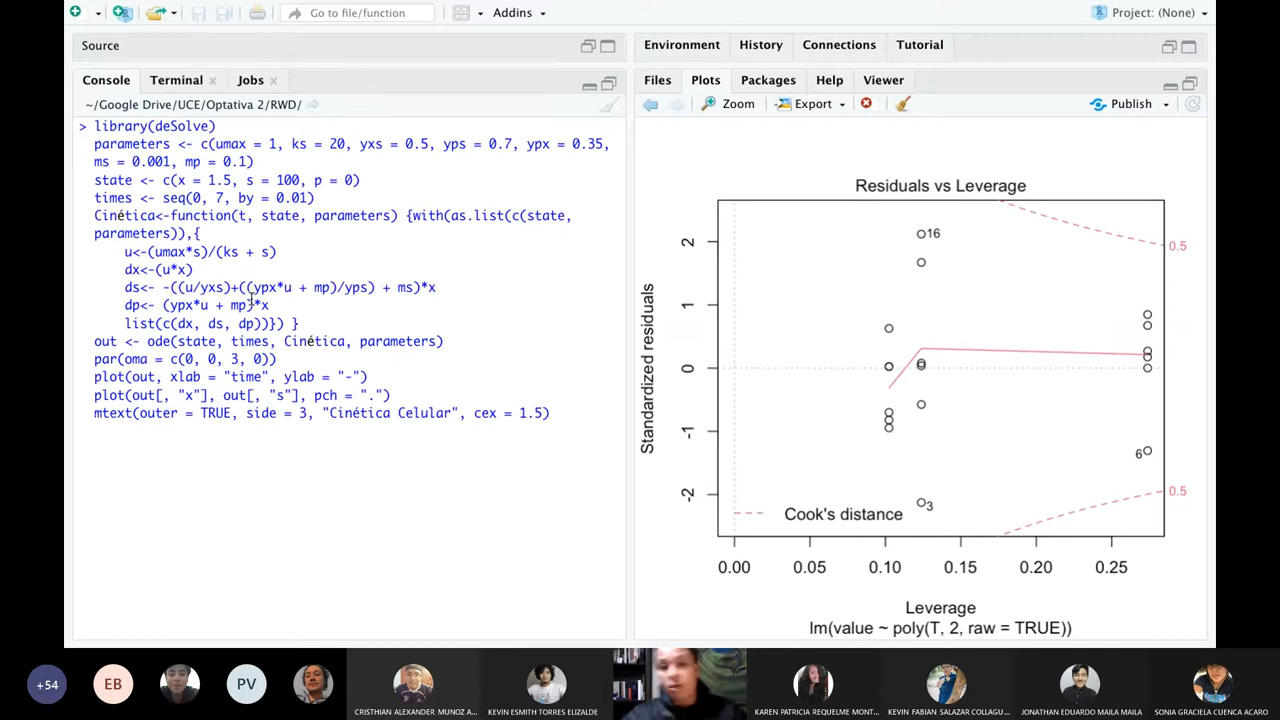 Go to file/function
Addins
Project: (None)
Source
Console
Terminal
Jobs
~/Google Drive/UCE/Optativa 2/RWD/
> library(deSolve)
parameters <- c(umax = 1, ks = 20, yxs = 0.5, yps = 0.7, ypx = 0.35,
ms = 0.001, mp = 0.1)
state <- c(x = 1.5, s = 100, p = 0)
times <- seq(0, 7, by = 0.01)
Cinética<-function(t, state, parameters) {with(as.list(c(state,
parameters)),{
u<-(umax*s)/(ks + s)
dx<-(u*x)
ds<- -((u/yxs)+((ypx*u + mp)/yps) + ms)*x
dp<- (ypx*u + mp)*x
list(c(dx, ds, dp))}) }
out <- ode(state, times, Cinética, parameters)
par(oma = c(0, 0, 3, 0))
plot(out, xlab = "time", ylab = "-")
plot(out[, "x"], out[, "s"], pch = ".")
mtext(outer = TRUE, side = 3, "Cinética Celular", cex = 1.5)
Environment
History
Connections
Tutorial
Files
Plots
Packages
Help
Viewer
Zoom
Export
Publish
Residuals vs Leverage
Standardized residuals
2
1
0
-1
-2
16
6
3
0.5
0.5
Cook's distance
0.00
0.05
0.10
0.15
0.20
0.25
Leverage
lm(value ~ poly(T, 2, raw = TRUE))
+54
EB
PV
CRISTHIAN ALEXANDER MUNOZ A...
KEVIN ESMITH TORRES ELIZALDE
KAREN PATRICIA REQUELME MONT...
KEVIN FABIAN SALAZAR COLLAGU...
JONATHAN EDUARDO MAILA MAILA
SONIA GRACIELA CUENCA ACARO